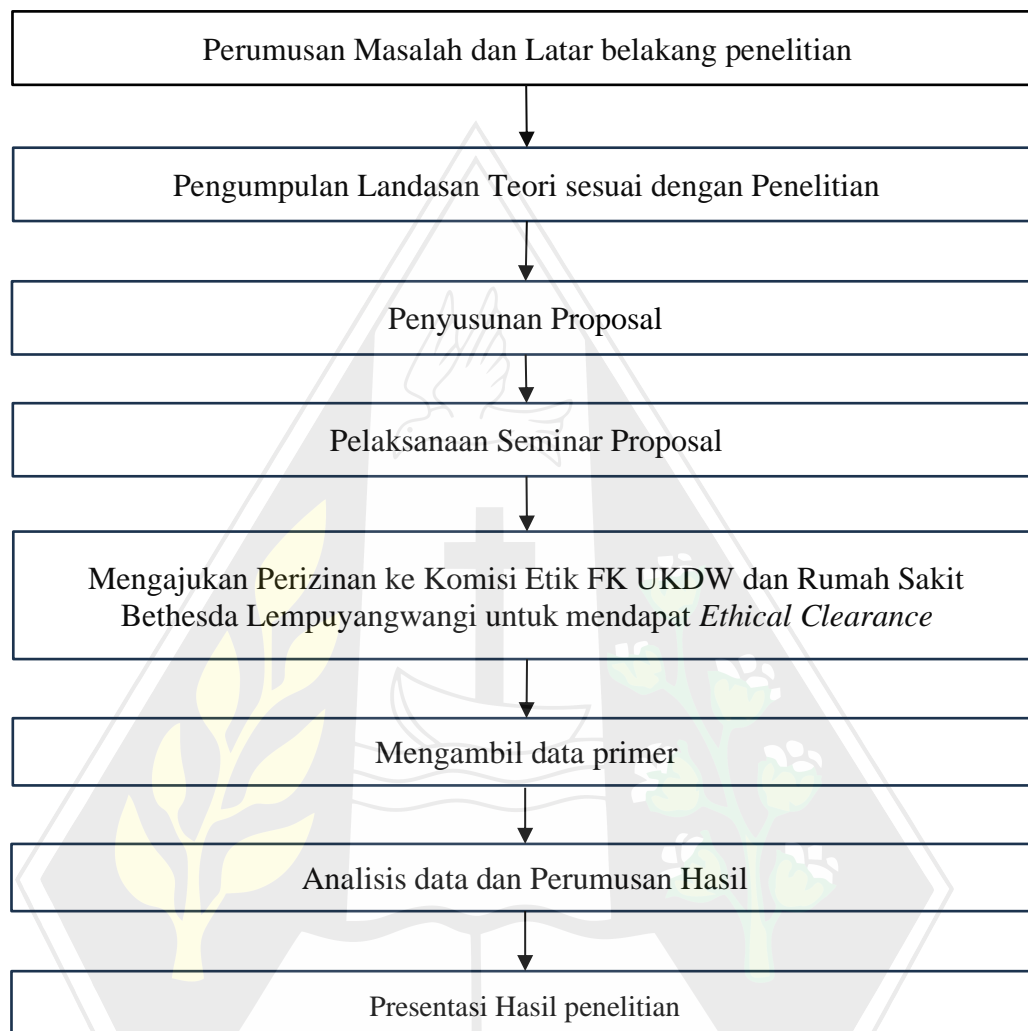 Perumusan Masalah dan Latar belakang penelitian
Pengumpulan Landasan Teori sesuai dengan Penelitian
Penyusunan Proposal
Pelaksanaan Seminar Proposal
Mengajukan Perizinan ke Komisi Etik FK UKDW dan Rumah Sakit
Bethesda Lempuyangwangi untuk mendapat Ethical Clearance
Mengambil data primer
Analisis data dan Perumusan Hasil
Presentasi Hasil penelitian